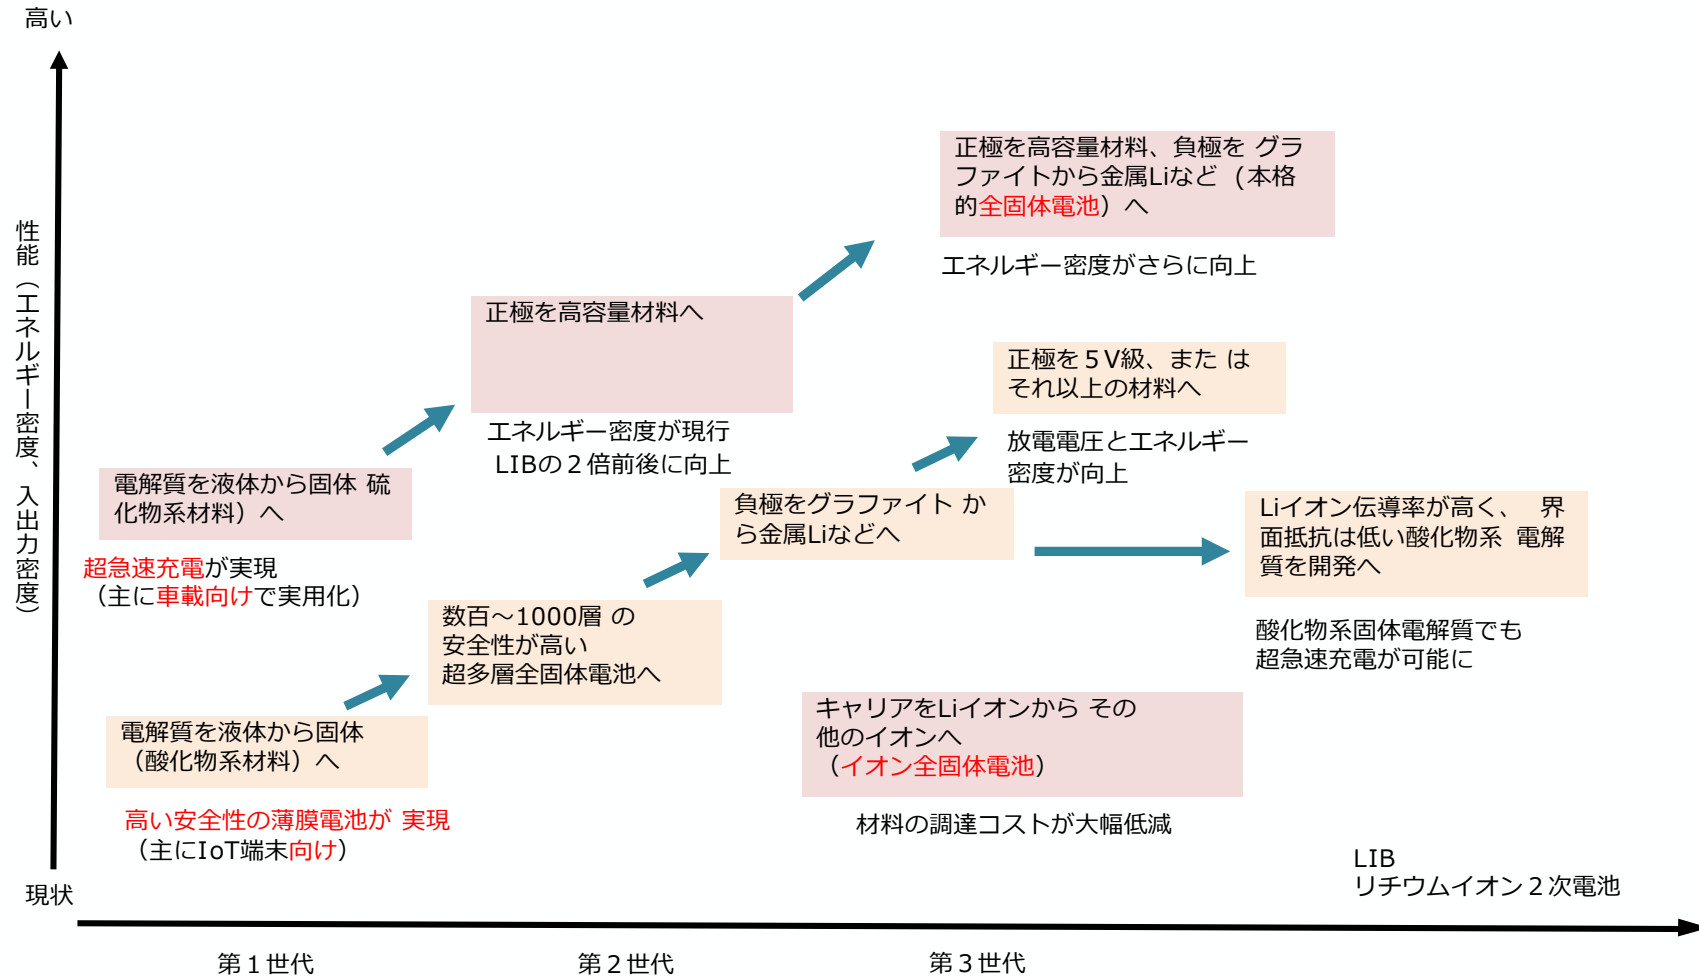 高い
性能（エネルギー密度、入出力密度）
正極を高容量材料、負極を グラ
ファイトから金属Liなど（本格
的全固体電池）へ
エネルギー密度がさらに向上
正極を高容量材料へ
エネルギー密度が現行
LIBの２倍前後に向上
正極を５V級、また は
それ以上の材料へ
放電電圧とエネルギー
密度が向上
電解質を液体から固体 硫
化物系材料）へ
超急速充電が実現
（主に車載向けで実用化）
負極をグラファイト か
ら金属Liなどへ
Liイオン伝導率が高く、 界
面抵抗は低い酸化物系 電解
質を開発へ
酸化物系固体電解質でも
超急速充電が可能に
数百～1000層 の
安全性が高い
超多層全固体電池へ
電解質を液体から固体
（酸化物系材料）へ
高い安全性の薄膜電池が 実現
（主にIoT端末向け）
キャリアをLiイオンから その
他のイオンへ
（イオン全固体電池）
材料の調達コストが大幅低減
LIB
リチウムイオン２次電池
現状
第１世代
第２世代
第３世代